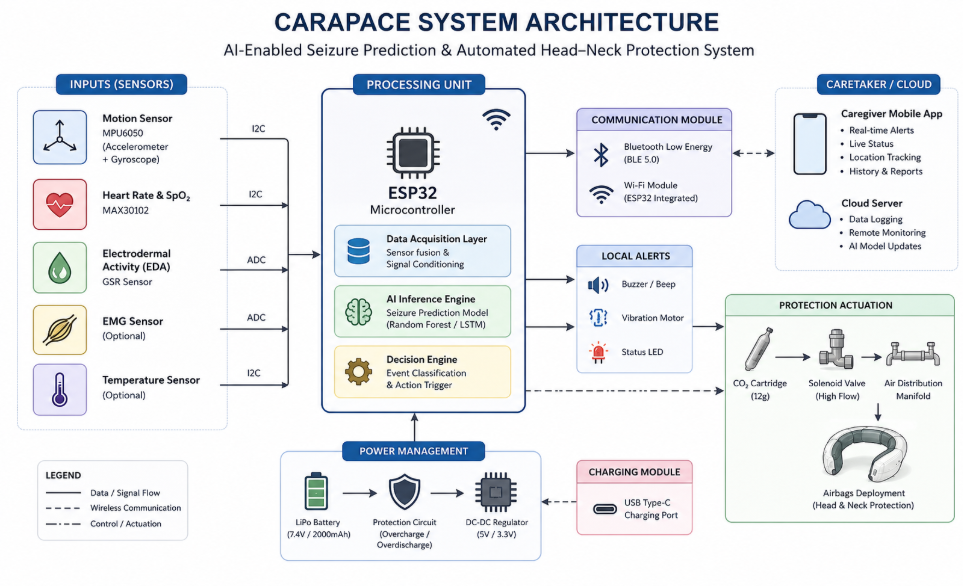 CARAPACE SYSTEM ARCHITECTURE
AI-Enabled Seizure Prediction & Automated Head–Neck Protection System
INPUTS (SENSORS)
Motion Sensor
MPU6050
(Accelerometer
+ Gyroscope)
I2C
Heart Rate & SpO₂
MAX30102
I2C
Electrodermal
Activity (EDA)
GSR Sensor
ADC
EMG Sensor
(Optional)
ADC
Temperature Sensor
(Optional)
I2C
PROCESSING UNIT
ESP32
Microcontroller
Data Acquisition Layer
Sensor fusion &
Signal Conditioning
AI Inference Engine
Seizure Prediction Model
(Random Forest / LSTM)
Decision Engine
Event Classification
& Action Trigger
COMMUNICATION MODULE
Bluetooth Low Energy
(BLE 5.0)
Wi-Fi Module
(ESP32 Integrated)
CARETAKER / CLOUD
Caregiver Mobile App
• Real-time Alerts
• Live Status
• Location Tracking
• History & Reports
Cloud Server
• Data Logging
• Remote Monitoring
• AI Model Updates
LOCAL ALERTS
Buzzer / Beep
Vibration Motor
Status LED
PROTECTION ACTUATION
CO₂ Cartridge
(12g)
Solenoid Valve
(High Flow)
Air Distribution
Manifold
Airbags Deployment
(Head & Neck Protection)
POWER MANAGEMENT
LiPo Battery
(7.4V / 2000mAh)
Protection Circuit
(Overcharge /
Overdischarge)
DC-DC Regulator
(5V / 3.3V)
CHARGING MODULE
USB Type-C
Charging Port
LEGEND
Data / Signal Flow
Wireless Communication
Control / Actuation